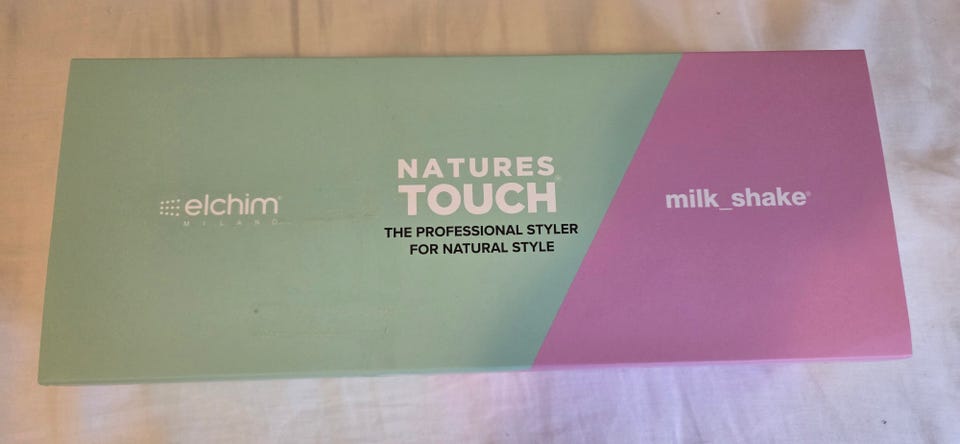 elchim®
MILANO
NATURES
TOUCH®
THE PROFESSIONAL STYLER
FOR NATURAL STYLE
milk_shake®